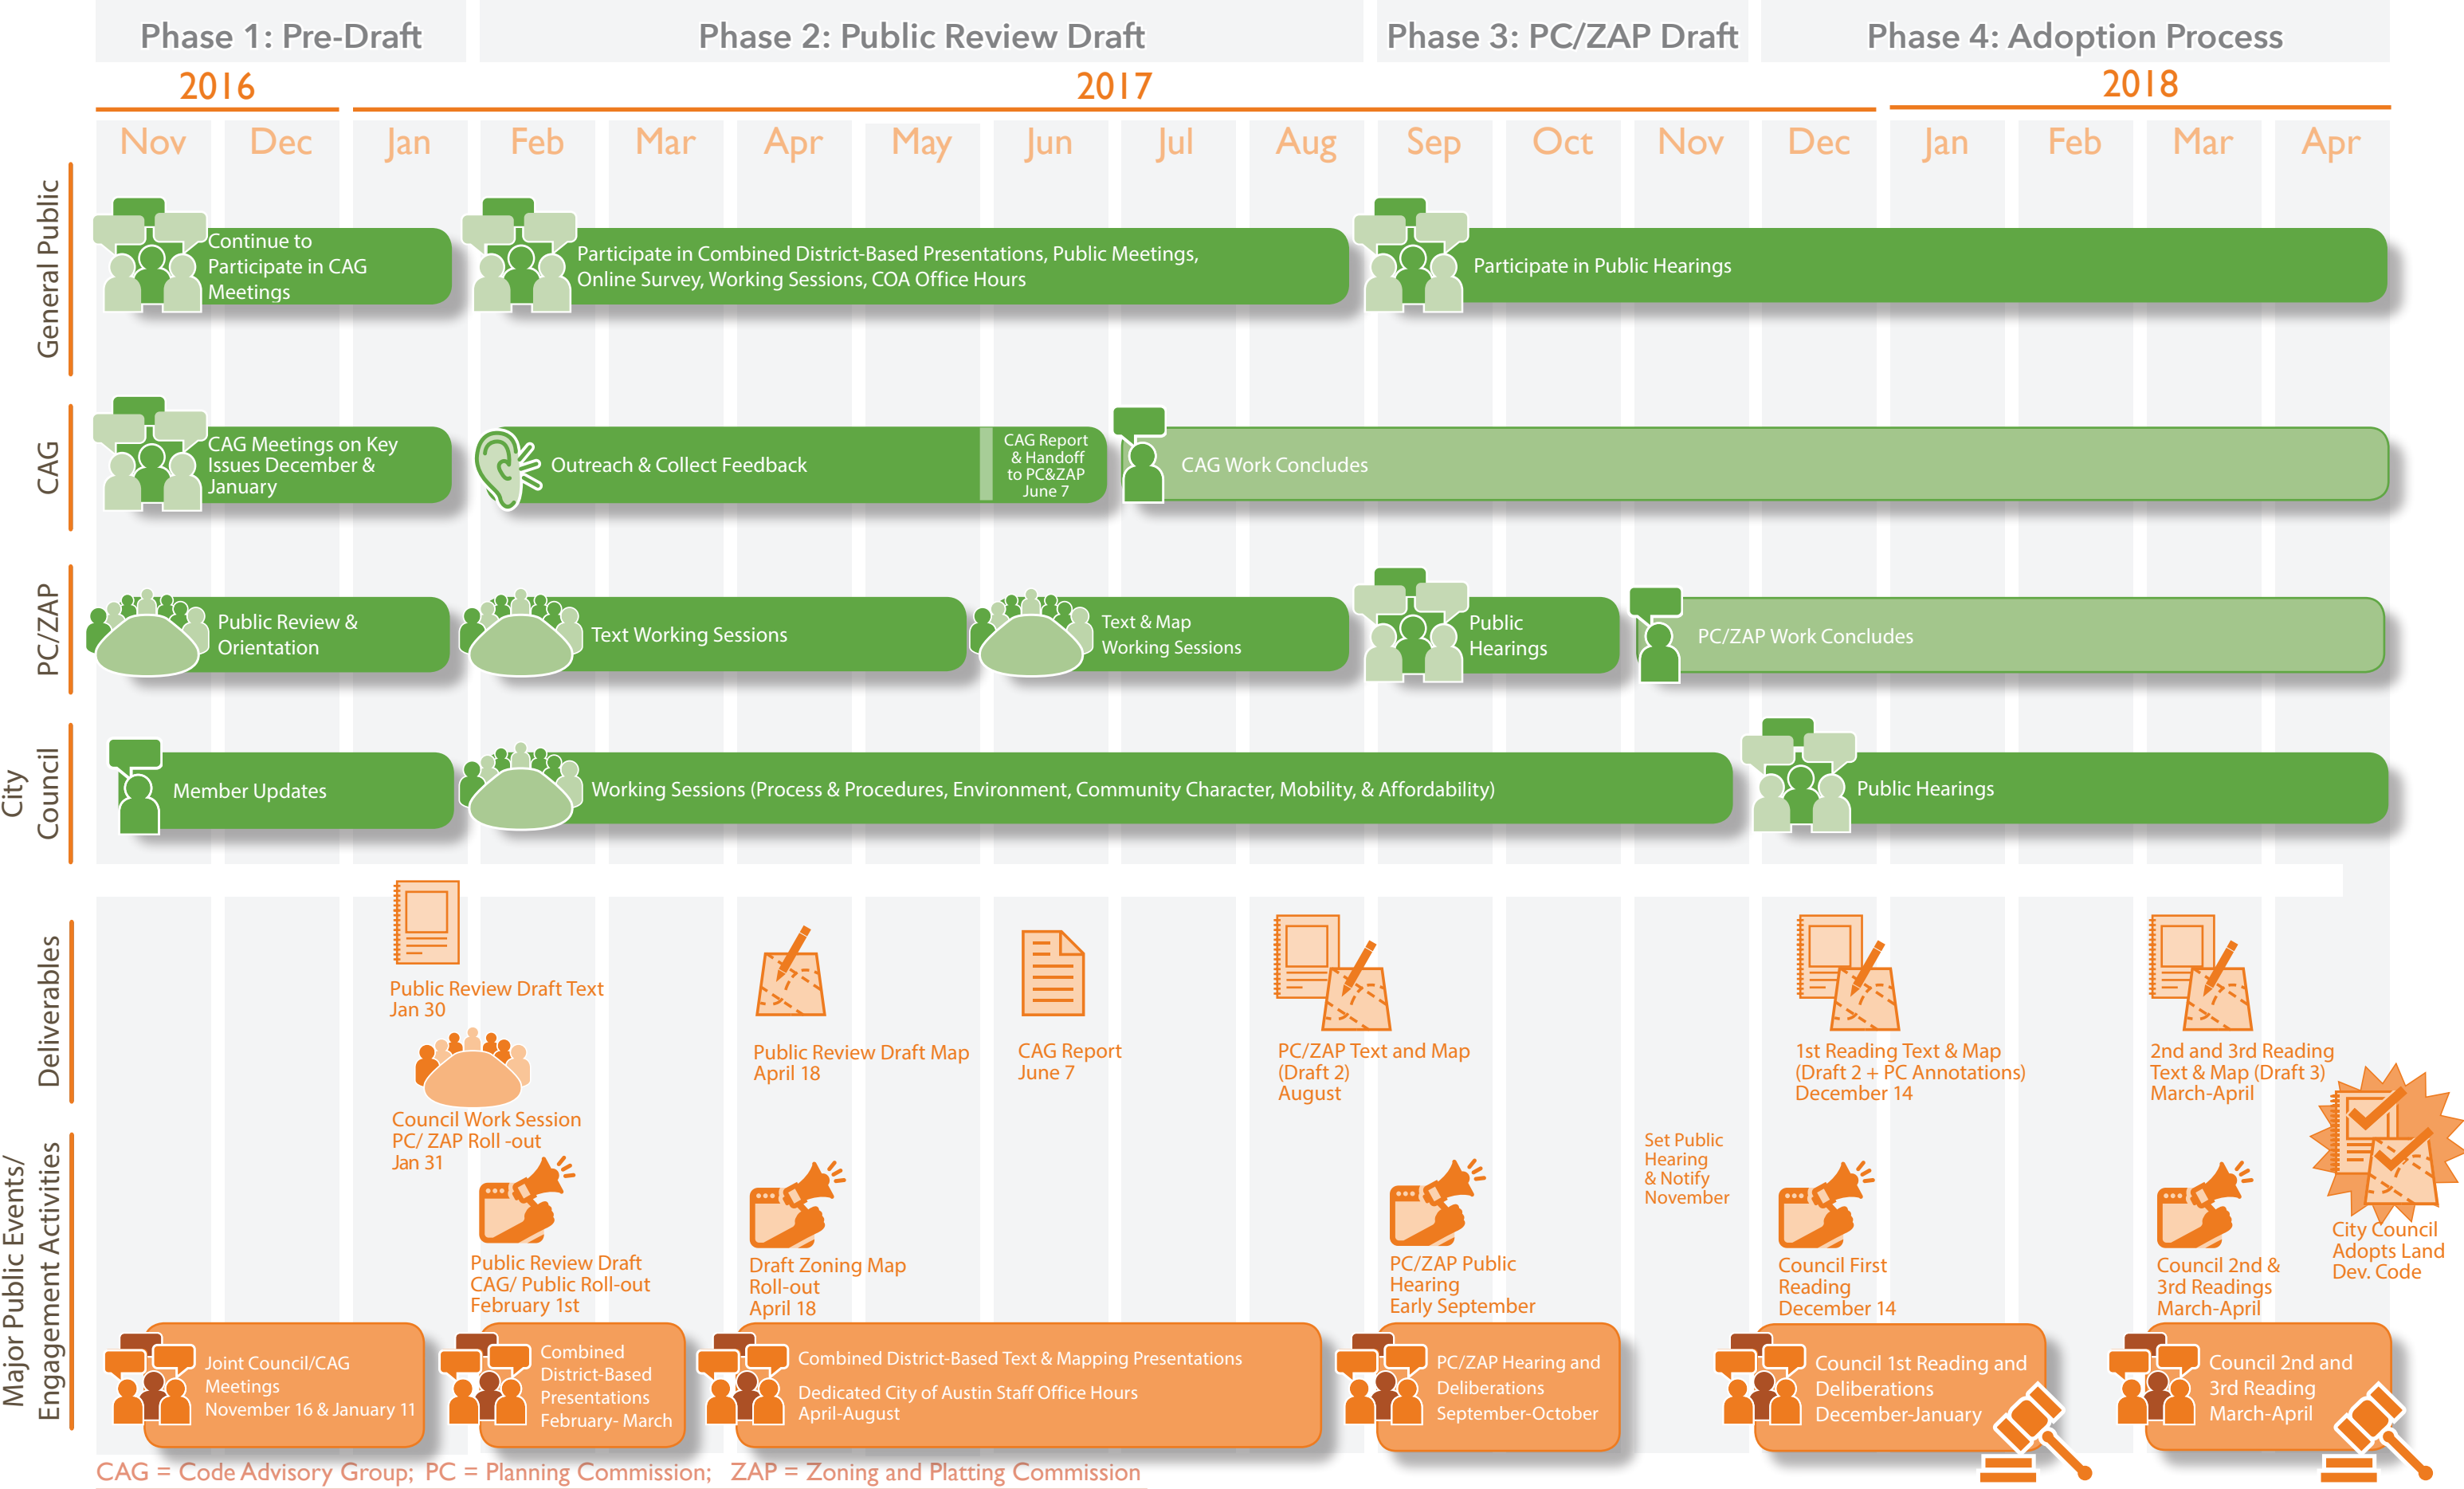 Phase 1: Pre-Draft
Phase 2: Public Review Draft
Phase 3: PC/ZAP Draft
Phase 4: Adoption Process
2016
2017
2018
Nov
Dec
Jan
Feb
Mar
Apr
May
Jun
Jul
Aug
Sep
Oct
Nov
Dec
Jan
Feb
Mar
Apr
General Public
Continue to
Participate in CAG
Meetings
Participate in Combined District-Based Presentations, Public Meetings,
Online Survey, Working Sessions, COA Office Hours
Participate in Public Hearings
CAG
CAG Meetings on Key
Issues December &
January
Outreach & Collect Feedback
CAG Report
& Handoff
to PC&ZAP
June 7
CAG Work Concludes
PC/ZAP
Public Review &
Orientation
Text Working Sessions
Text & Map
Working Sessions
Public
Hearings
PC/ZAP Work Concludes
City
Council
Member Updates
Working Sessions (Process & Procedures, Environment, Community Character, Mobility, & Affordability)
Public Hearings
Deliverables
Public Review Draft Text
Jan 30
Council Work Session
PC/ ZAP Roll -out
Jan 31
Public Review Draft Map
April 18
CAG Report
June 7
PC/ZAP Text and Map
(Draft 2)
August
1st Reading Text & Map
(Draft 2 + PC Annotations)
December 14
2nd and 3rd Reading
Text & Map (Draft 3)
March-April
Major Public Events/
Engagement Activities
Public Review Draft
CAG/ Public Roll-out
February 1st
Draft Zoning Map
Roll-out
April 18
PC/ZAP Public
Hearing
Early September
Set Public
Hearing
& Notify
November
Council First
Reading
December 14
Council 2nd &
3rd Readings
March-April
City Council
Adopts Land
Dev. Code
Joint Council/CAG
Meetings
November 16 & January 11
Combined
District-Based
Presentations
February- March
Combined District-Based Text & Mapping Presentations
Dedicated City of Austin Staff Office Hours
April-August
PC/ZAP Hearing and
Deliberations
September-October
Council 1st Reading and
Deliberations
December-January
Council 2nd and
3rd Reading
March-April
CAG = Code Advisory Group; PC = Planning Commission; ZAP = Zoning and Platting Commission